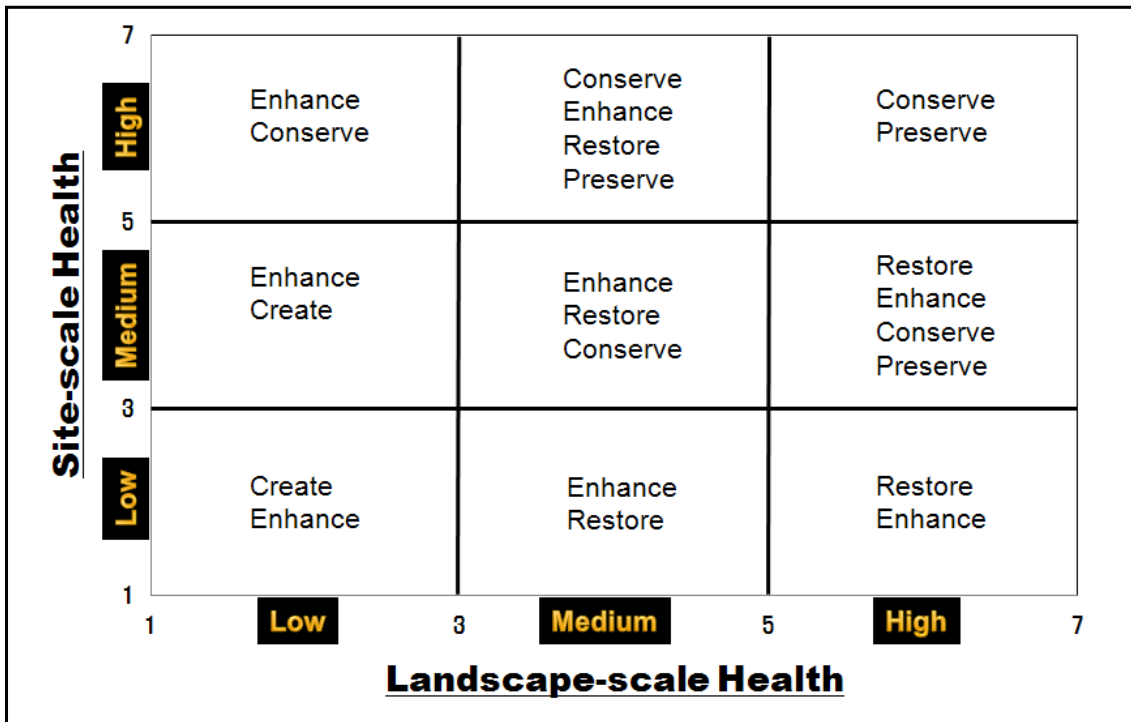 Site-scale Health
High
Medium
Low
7
5
3
1
Enhance
Conserve
Conserve
Enhance
Restore
Preserve
Conserve
Preserve
Enhance
Create
Enhance
Restore
Conserve
Restore
Enhance
Conserve
Preserve
Create
Enhance
Enhance
Restore
Restore
Enhance
1
Low
3
Medium
5
High
7
Landscape-scale Health